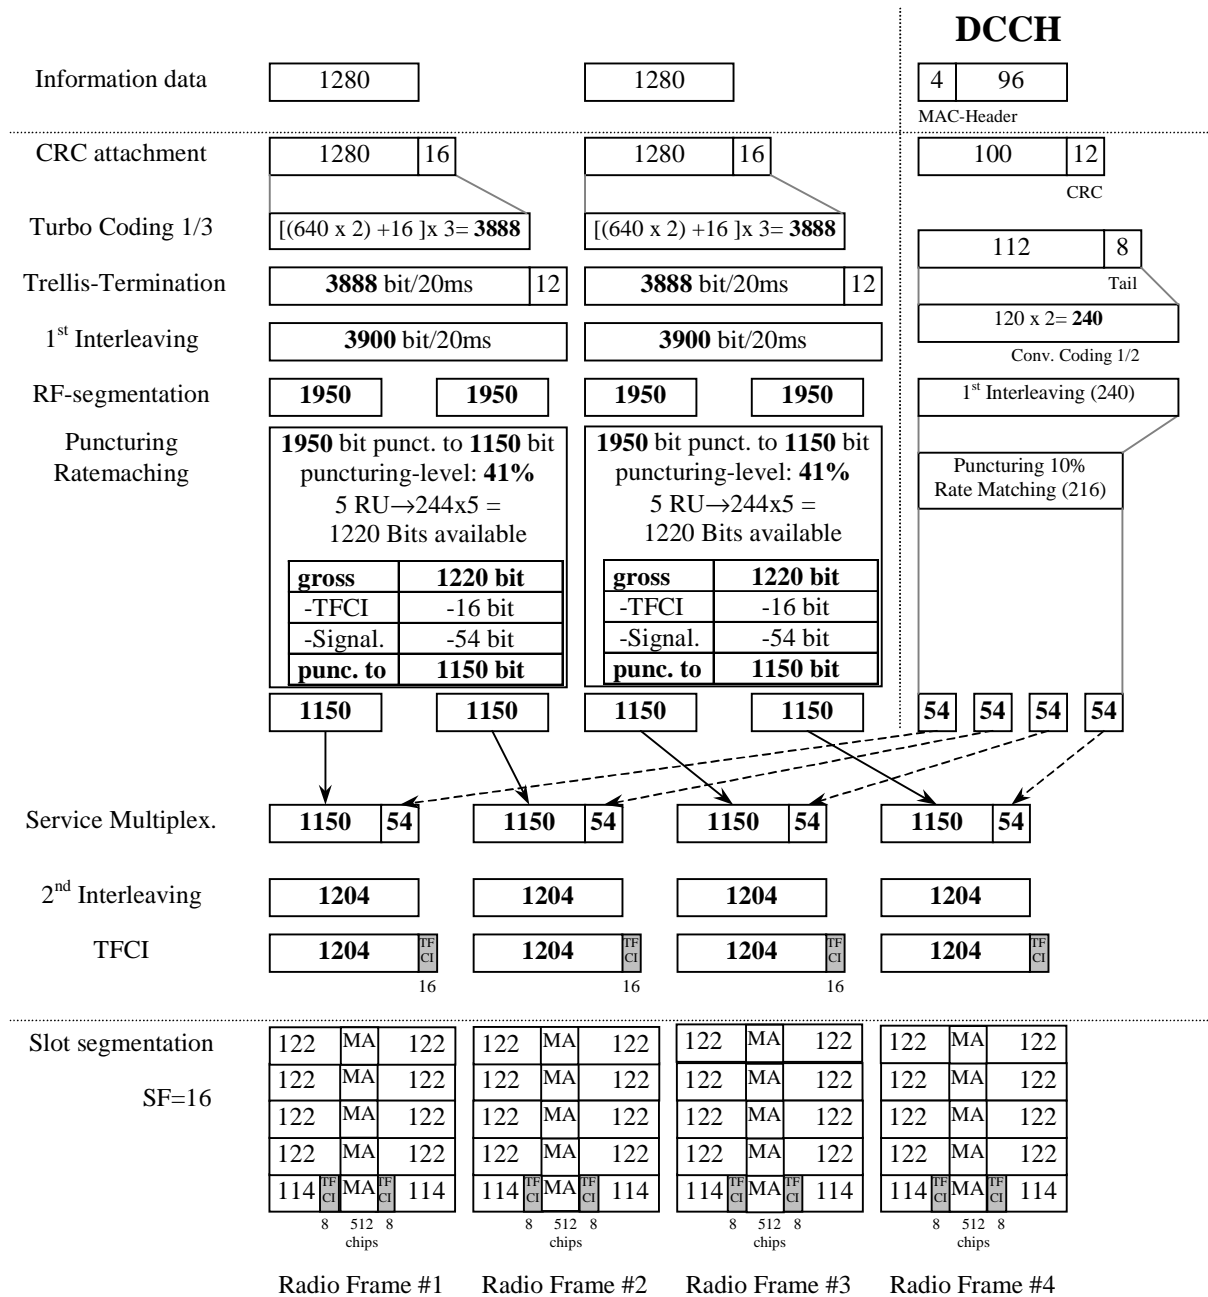 DCCH
Information data 1280 1280 4 96
MAC-Header
CRC attachment 1280 16 1280 16 100 12
CRC
Turbo Coding 1/3 [(640 x 2) +16 ]x 3= 3888 [(640 x 2) +16 ]x 3= 3888
112 8
Trellis-Termination 3888 bit/20ms 12 3888 bit/20ms 12
Tail
120 x 2= 240
1st Interleaving 3900 bit/20ms 3900 bit/20ms
Conv. Coding 1/2
RF-segmentation 1950 1950 1950 1950 1st Interleaving (240)
Puncturing 1950 bit punct. to 1150 bit 1950 bit punct. to 1150 bit
Ratemaching puncturing-level: 41% puncturing-level: 41% Puncturing 10%
5 RU→244x5 = 5 RU→244x5 = Rate Matching (216)
1220 Bits available 1220 Bits available
gross 1220 bit gross 1220 bit
-TFCI -16 bit -TFCI -16 bit
-Signal. -54 bit -Signal. -54 bit
punc. to 1150 bit punc. to 1150 bit
1150 1150 1150 1150 54 54 54 54
Service Multiplex. 1150 54 1150 54 1150 54 1150 54
2nd Interleaving 1204 1204 1204 1204
TFCI 1204 TF CI 1204 TF CI 1204 TF CI 1204 TF CI
16 16 16
Slot segmentation 122 MA 122 122 MA 122 122 MA 122 122 MA 122
SF=16 122 MA 122 122 MA 122 122 MA 122 122 MA 122
122 MA 122 122 MA 122 122 MA 122 122 MA 122
122 MA 122 122 MA 122 122 MA 122 122 MA 122
114 TF CI MA TF CI 114 114 TF CI MA TF CI 114 114 TF CI MA TF CI 114 114 TF CI MA TF CI 114
8 512 8 8 512 8 8 512 8 8 512 8
chips chips chips chips
Radio Frame #1 Radio Frame #2 Radio Frame #3 Radio Frame #4